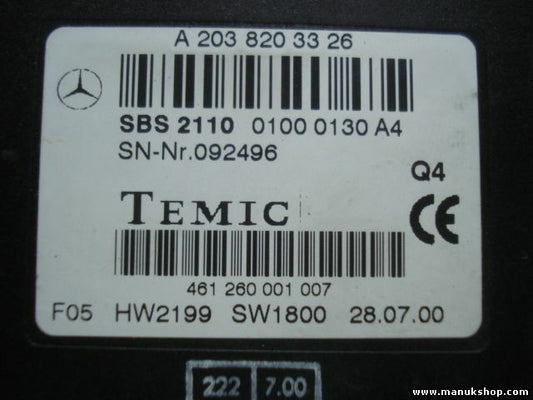 A 203 820 33 26
SBS 2110 0100 0130 A4
SN-Nr.092496
Q4
TEMIC
CE
461 260 001 007
F05 HW2199 SW1800 28.07.00
222 7.00
www.manukshop.com